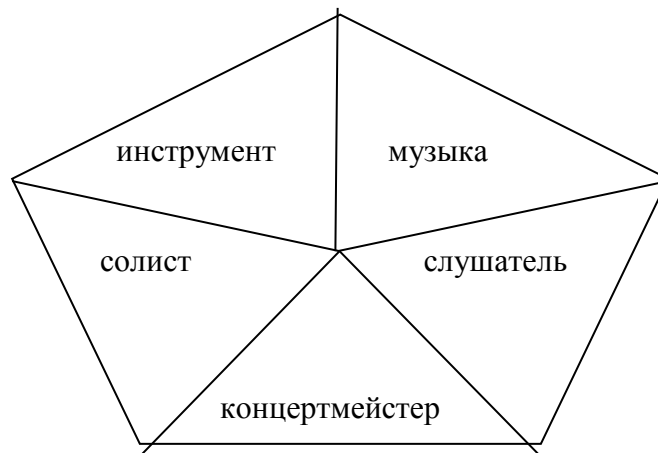 инструмент музыка
солист слушатель
концертмейстер